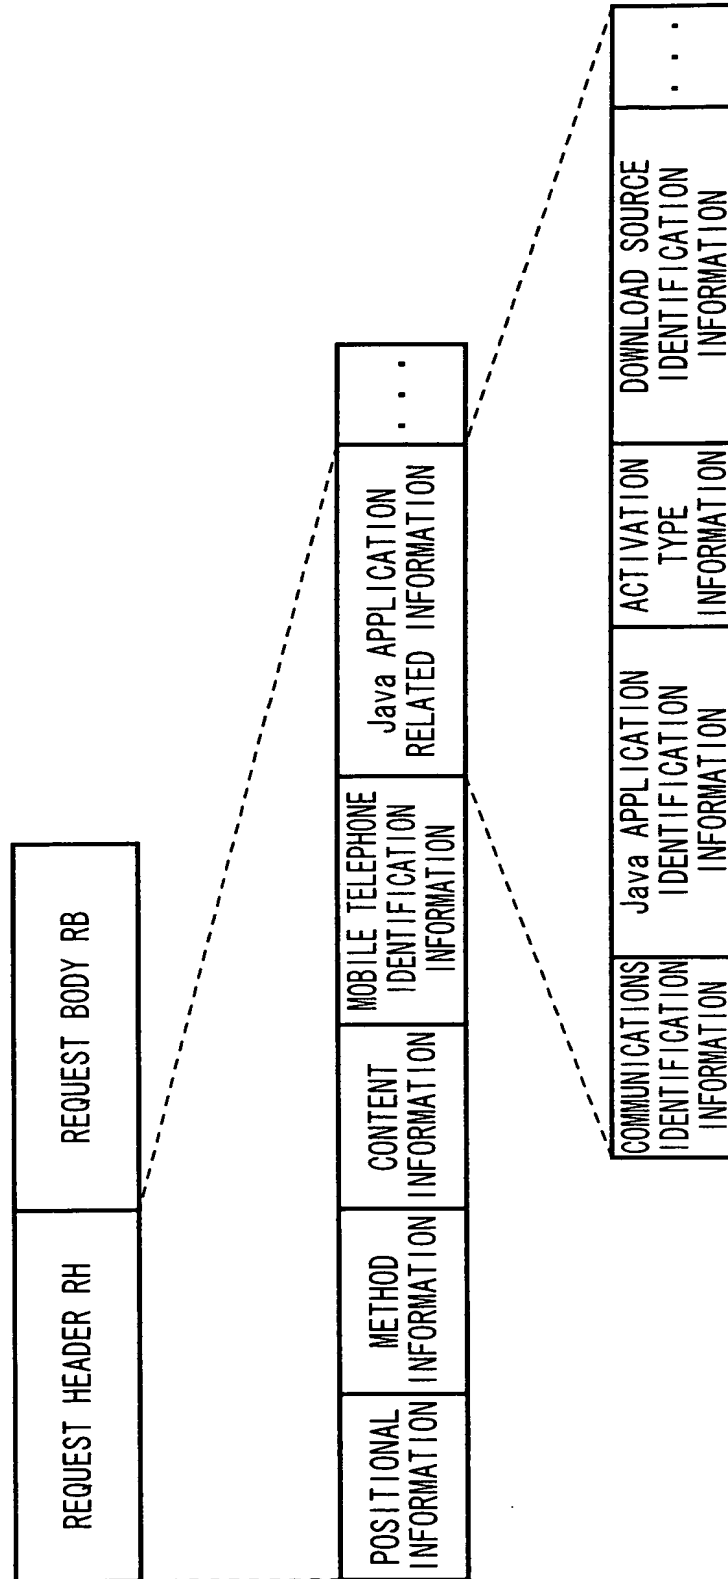 REQUEST HEADER RH
REQUEST BODY RB
POSITIONAL
INFORMATION
METHOD
INFORMATION
CONTENT
INFORMATION
MOBILE TELEPHONE
IDENTIFICATION
INFORMATION
Java APPLICATION
RELATED INFORMATION
...
COMMUNICATIONS
IDENTIFICATION
INFORMATION
Java APPLICATION
IDENTIFICATION
INFORMATION
ACTIVATION
TYPE
INFORMATION
DOWNLOAD SOURCE
IDENTIFICATION
INFORMATION
...